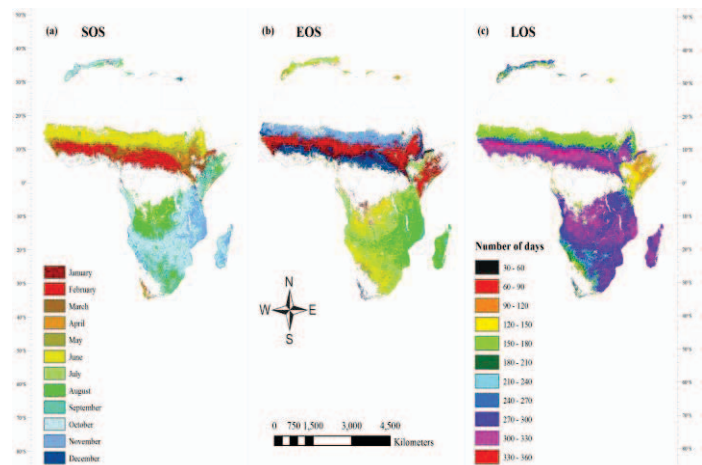 (a) SOS
(b) EOS
(c) LOS
January
February
March
April
May
June
July
August
September
October
November
December
N
W E
S
0 750 1,500 3,000 4,500
Kilometers
Number of days
30 - 60
60 - 90
90 - 120
120 - 150
150 - 180
180 - 210
210 - 240
240 - 270
270 - 300
300 - 330
330 - 360